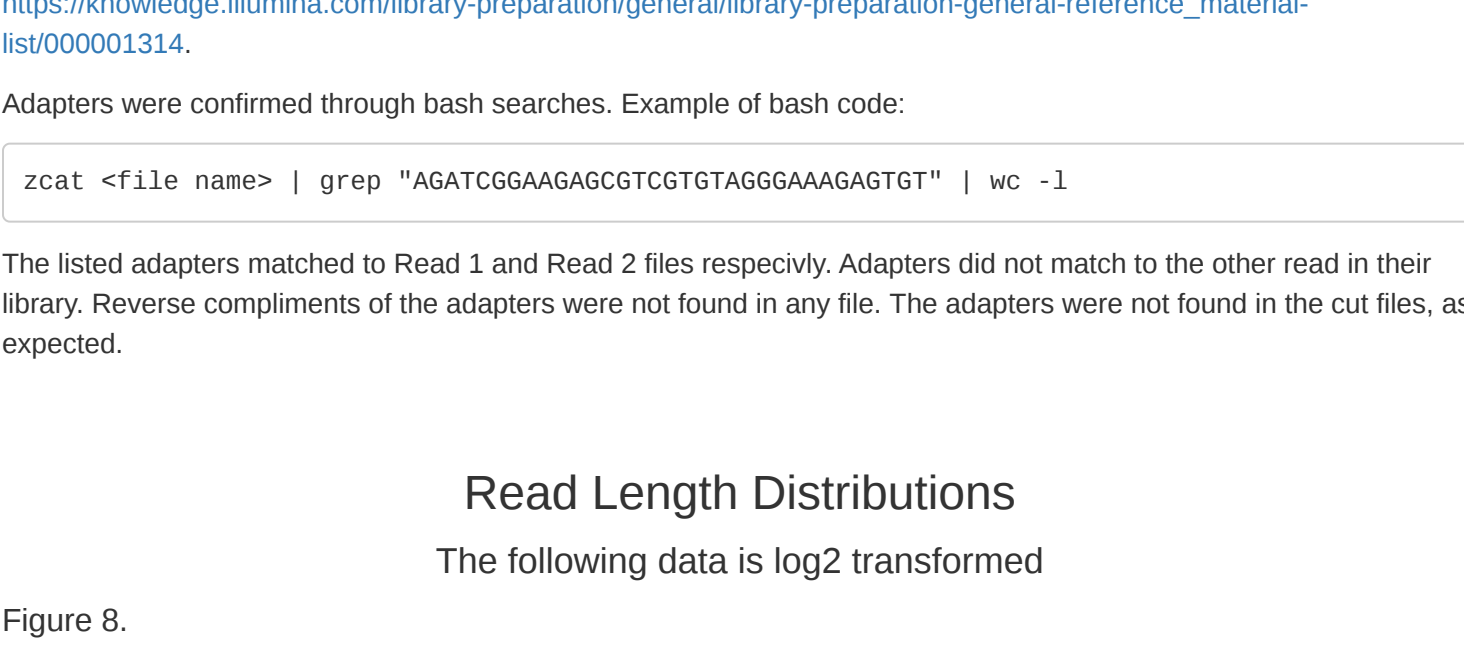 https://knowledge.illumina.com/library-preparation/general/library-preparation-general-reference_material-
list/000001314.
Adapters were confirmed through bash searches. Example of bash code:
zcat <file name> | grep "AGATCGGAAGAGCGTCGTGTAGGGAAAGAGTGT" | wc -l
The listed adapters matched to Read 1 and Read 2 files respecivly. Adapters did not match to the other read in their
library. Reverse compliments of the adapters were not found in any file. The adapters were not found in the cut files, as
expected.
Read Length Distributions
The following data is log2 transformed
Figure 8.